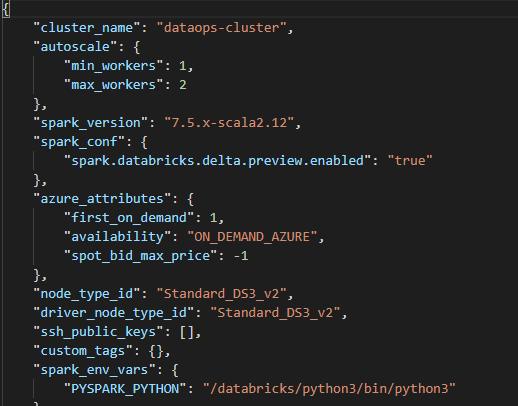 {
    "cluster_name": "dataops-cluster",
    "autoscale": {
        "min_workers": 1,
        "max_workers": 2
    },
    "spark_version": "7.5.x-scala2.12",
    "spark_conf": {
        "spark.databricks.delta.preview.enabled": "true"
    },
    "azure_attributes": {
        "first_on_demand": 1,
        "availability": "ON_DEMAND_AZURE",
        "spot_bid_max_price": -1
    },
    "node_type_id": "Standard_DS3_v2",
    "driver_node_type_id": "Standard_DS3_v2",
    "ssh_public_keys": [],
    "custom_tags": {},
    "spark_env_vars": {
        "PYSPARK_PYTHON": "/databricks/python3/bin/python3"
    },